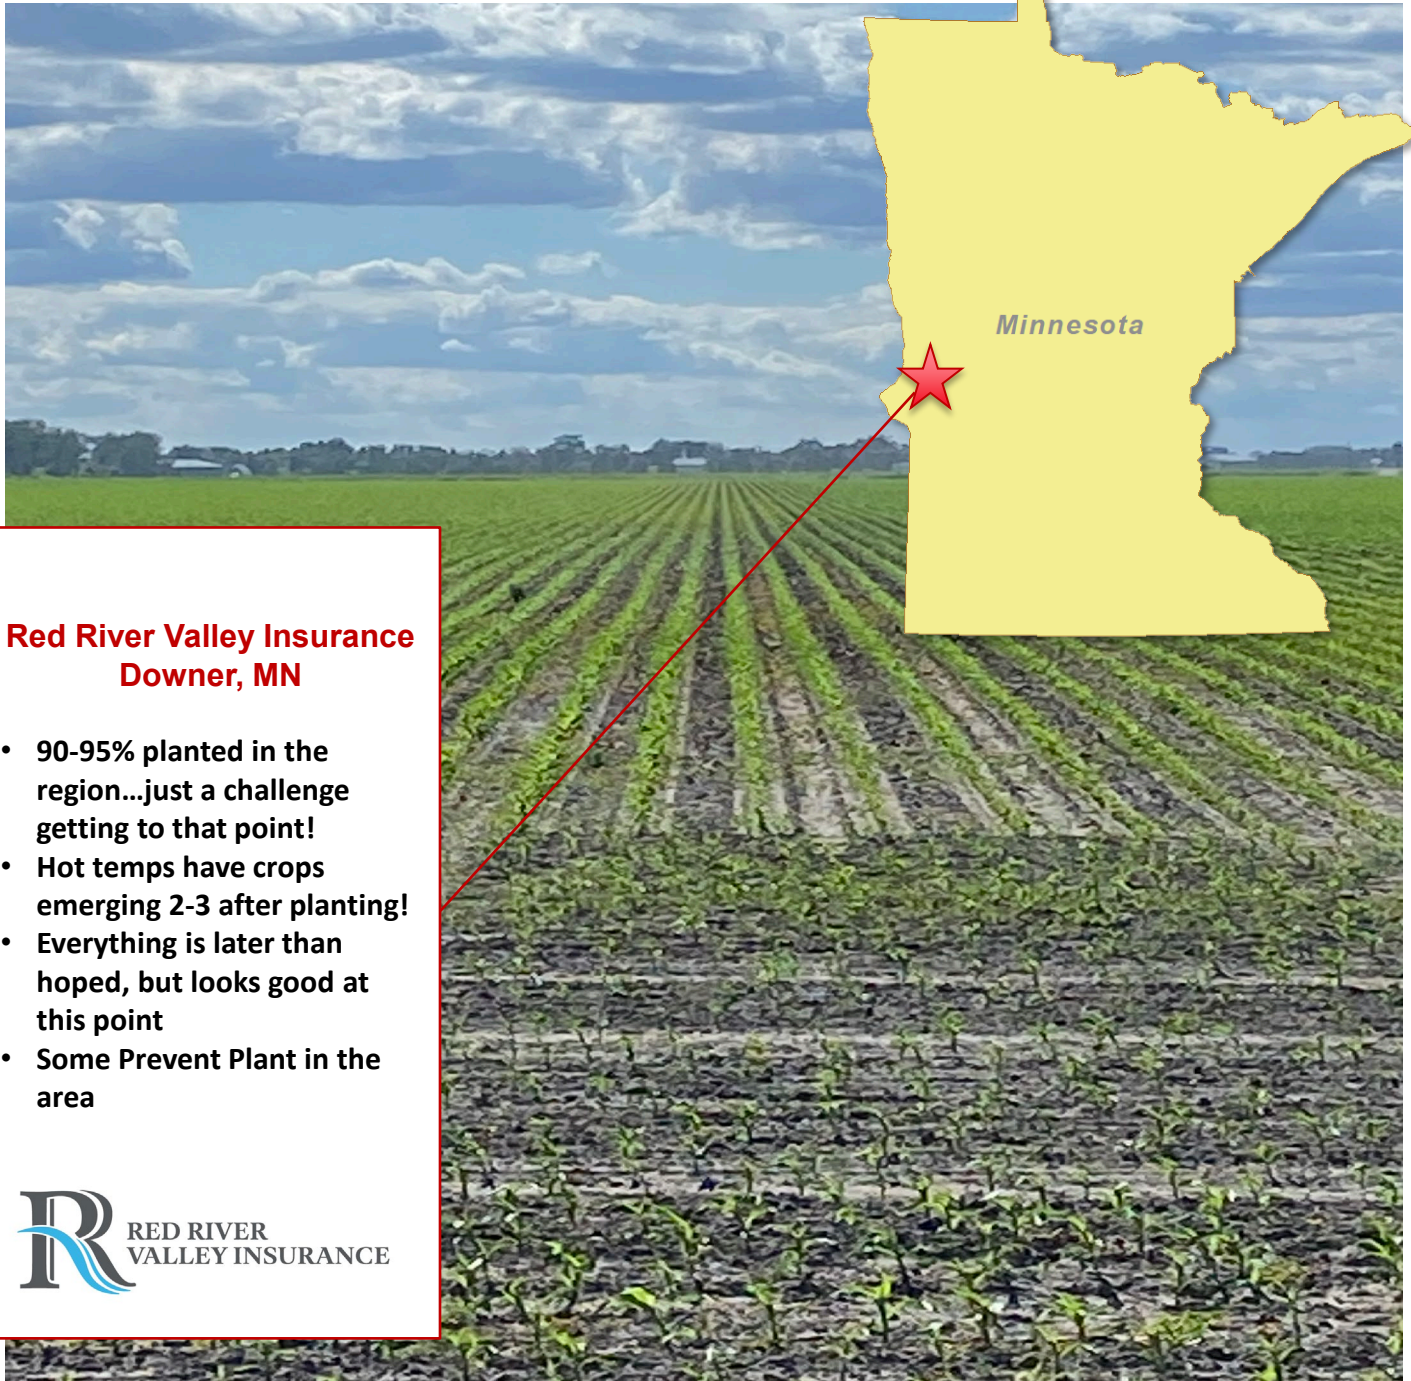 Minnesota
Red River Valley Insurance
Downer, MN
• 90-95% planted in the
region...just a challenge
getting to that point!
• Hot temps have crops
emerging 2-3 after planting!
• Everything is later than
hoped, but looks good at
this point
• Some Prevent Plant in the
area
RED RIVER
VALLEY INSURANCE